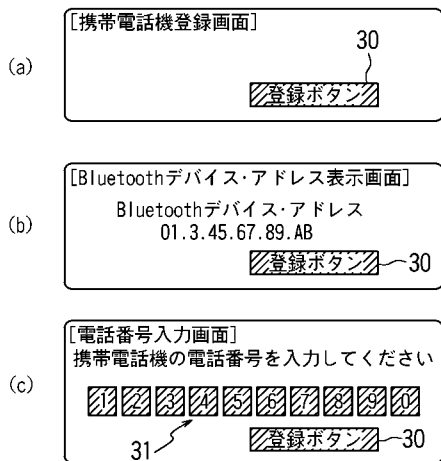 [携帯電話機登録画面]
30
(a)
登録ボタン
[Bluetoothデバイス・アドレス表示画面]
Bluetoothデバイス・アドレス
(b)
01.3.45.67.89.AB
登録ボタン 30
[電話番号入力画面]
携帯電話機の電話番号を入力してください
(c)
1 2 3 4 5 6 7 8 9 0
31
登録ボタン 30